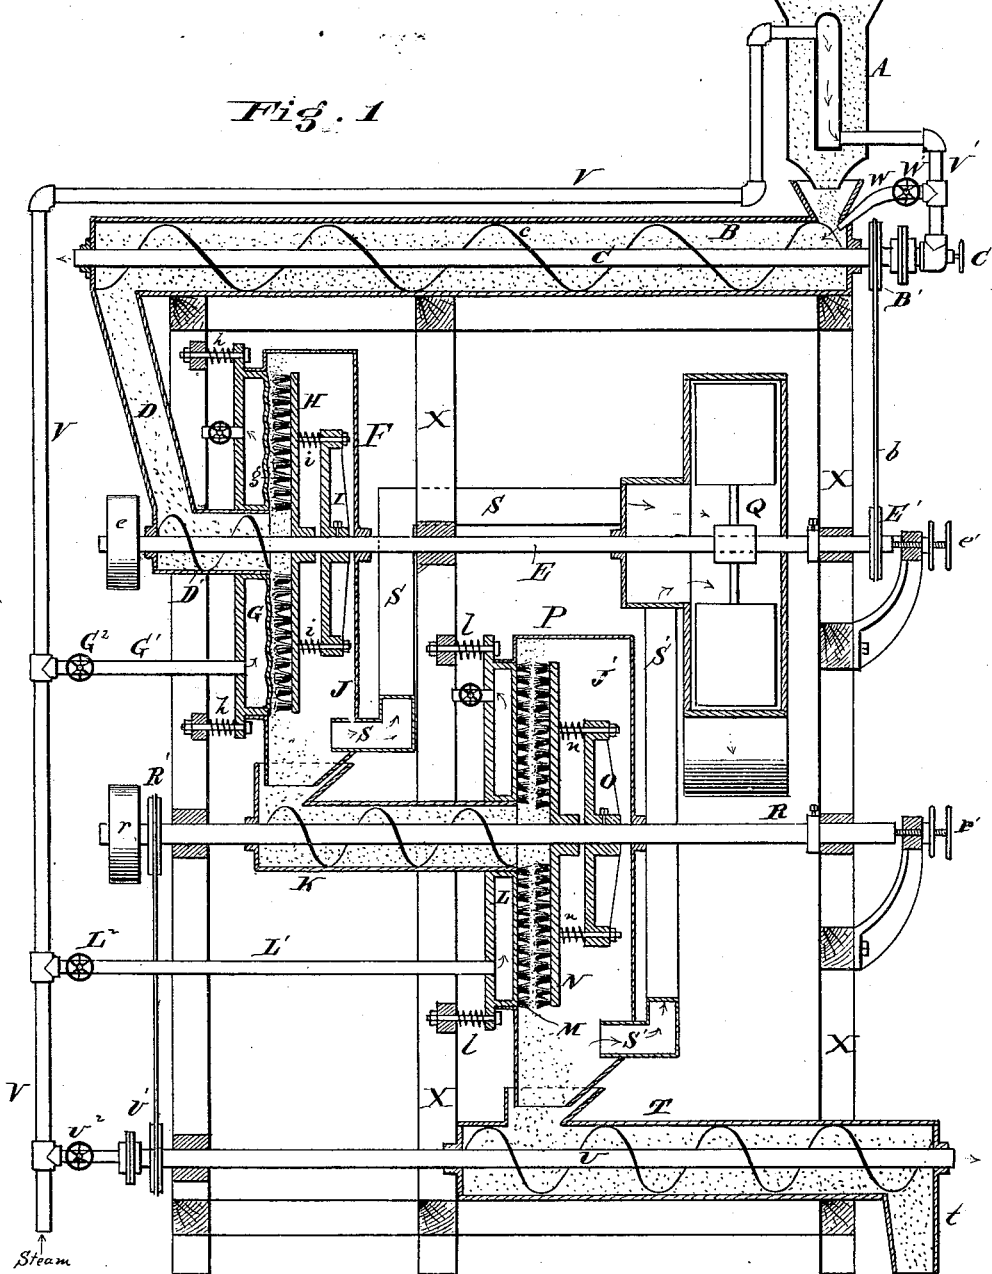 Fig. 1
A
V
W W' V'
c C B
C'
B'
h
D
H
F
V
X
g
i
I
S
Q
X
b
e
E'
e'
D'
E
S
G
P
l
S'
G² G'
i
J
J'
h
S
n
R'
O
r
R
r'
K
L
n
L²
L'
N
M
S'
l
X
V
v'
X
T
v²
U
t
Steam